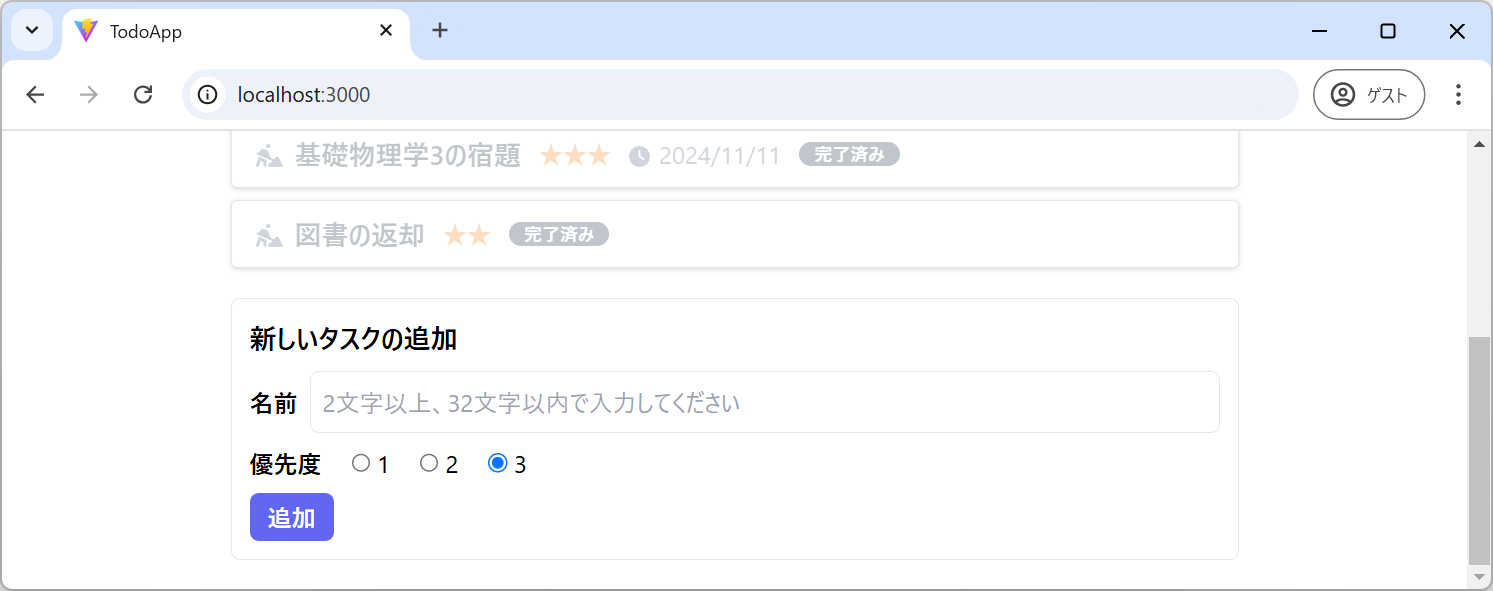 TodoApp
localhost:3000
ゲスト
基礎物理学3の宿題 ★★★ 2024/11/11 完了済み
図書の返却 ★★ 完了済み
新しいタスクの追加
名前 2文字以上、32文字以内で入力してください
優先度 1 2 3
追加